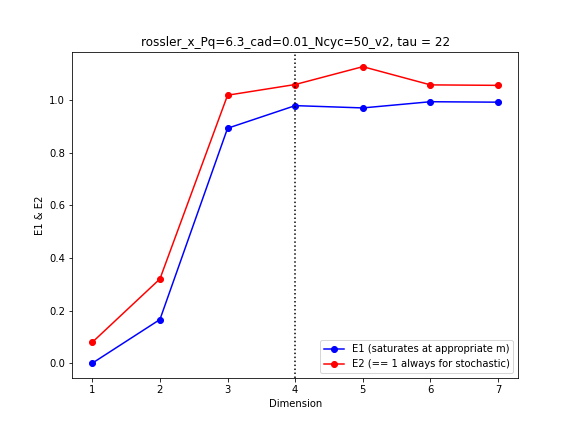 rossler_x_Pq=6.3_cad=0.01_Ncyc=50_v2, tau = 22
E1 & E2
1.0
0.8
0.6
0.4
0.2
0.0
E1 (saturates at appropriate m)
E2 (== 1 always for stochastic)
1 2 3 4 5 6 7
Dimension